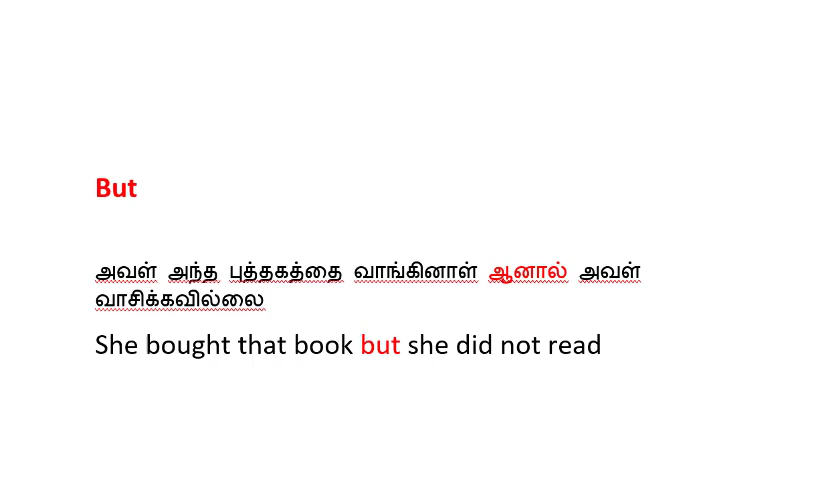 But
அவள் அந்த புத்தகத்தை வாங்கினாள் ஆனால் அவள்
வாசிக்கவில்லை
She bought that book but she did not read